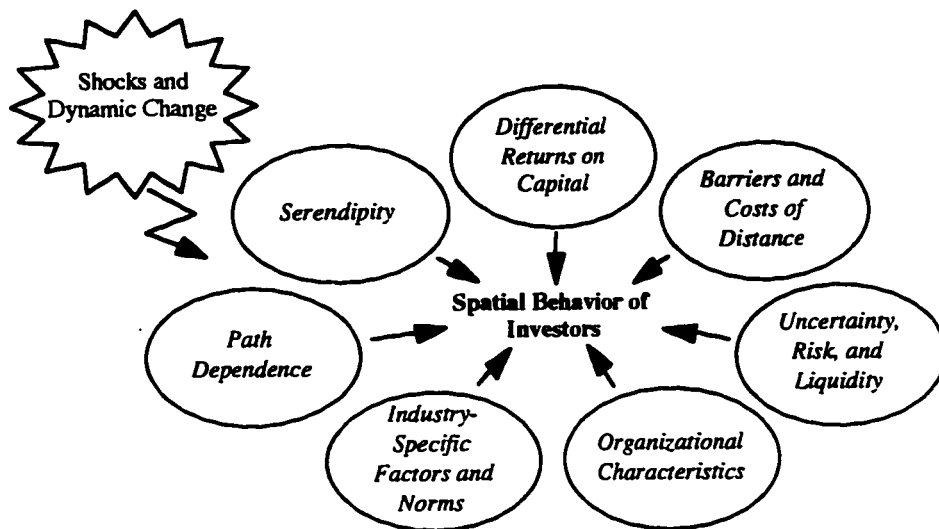 Shocks and
Dynamic Change
Differential
Returns on
Capital
Barriers and
Costs of
Distance
Serendipity
Spatial Behavior of
Investors
Path
Dependence
Uncertainty,
Risk, and
Liquidity
Industry-
Specific
Factors and
Norms
Organizational
Characteristics